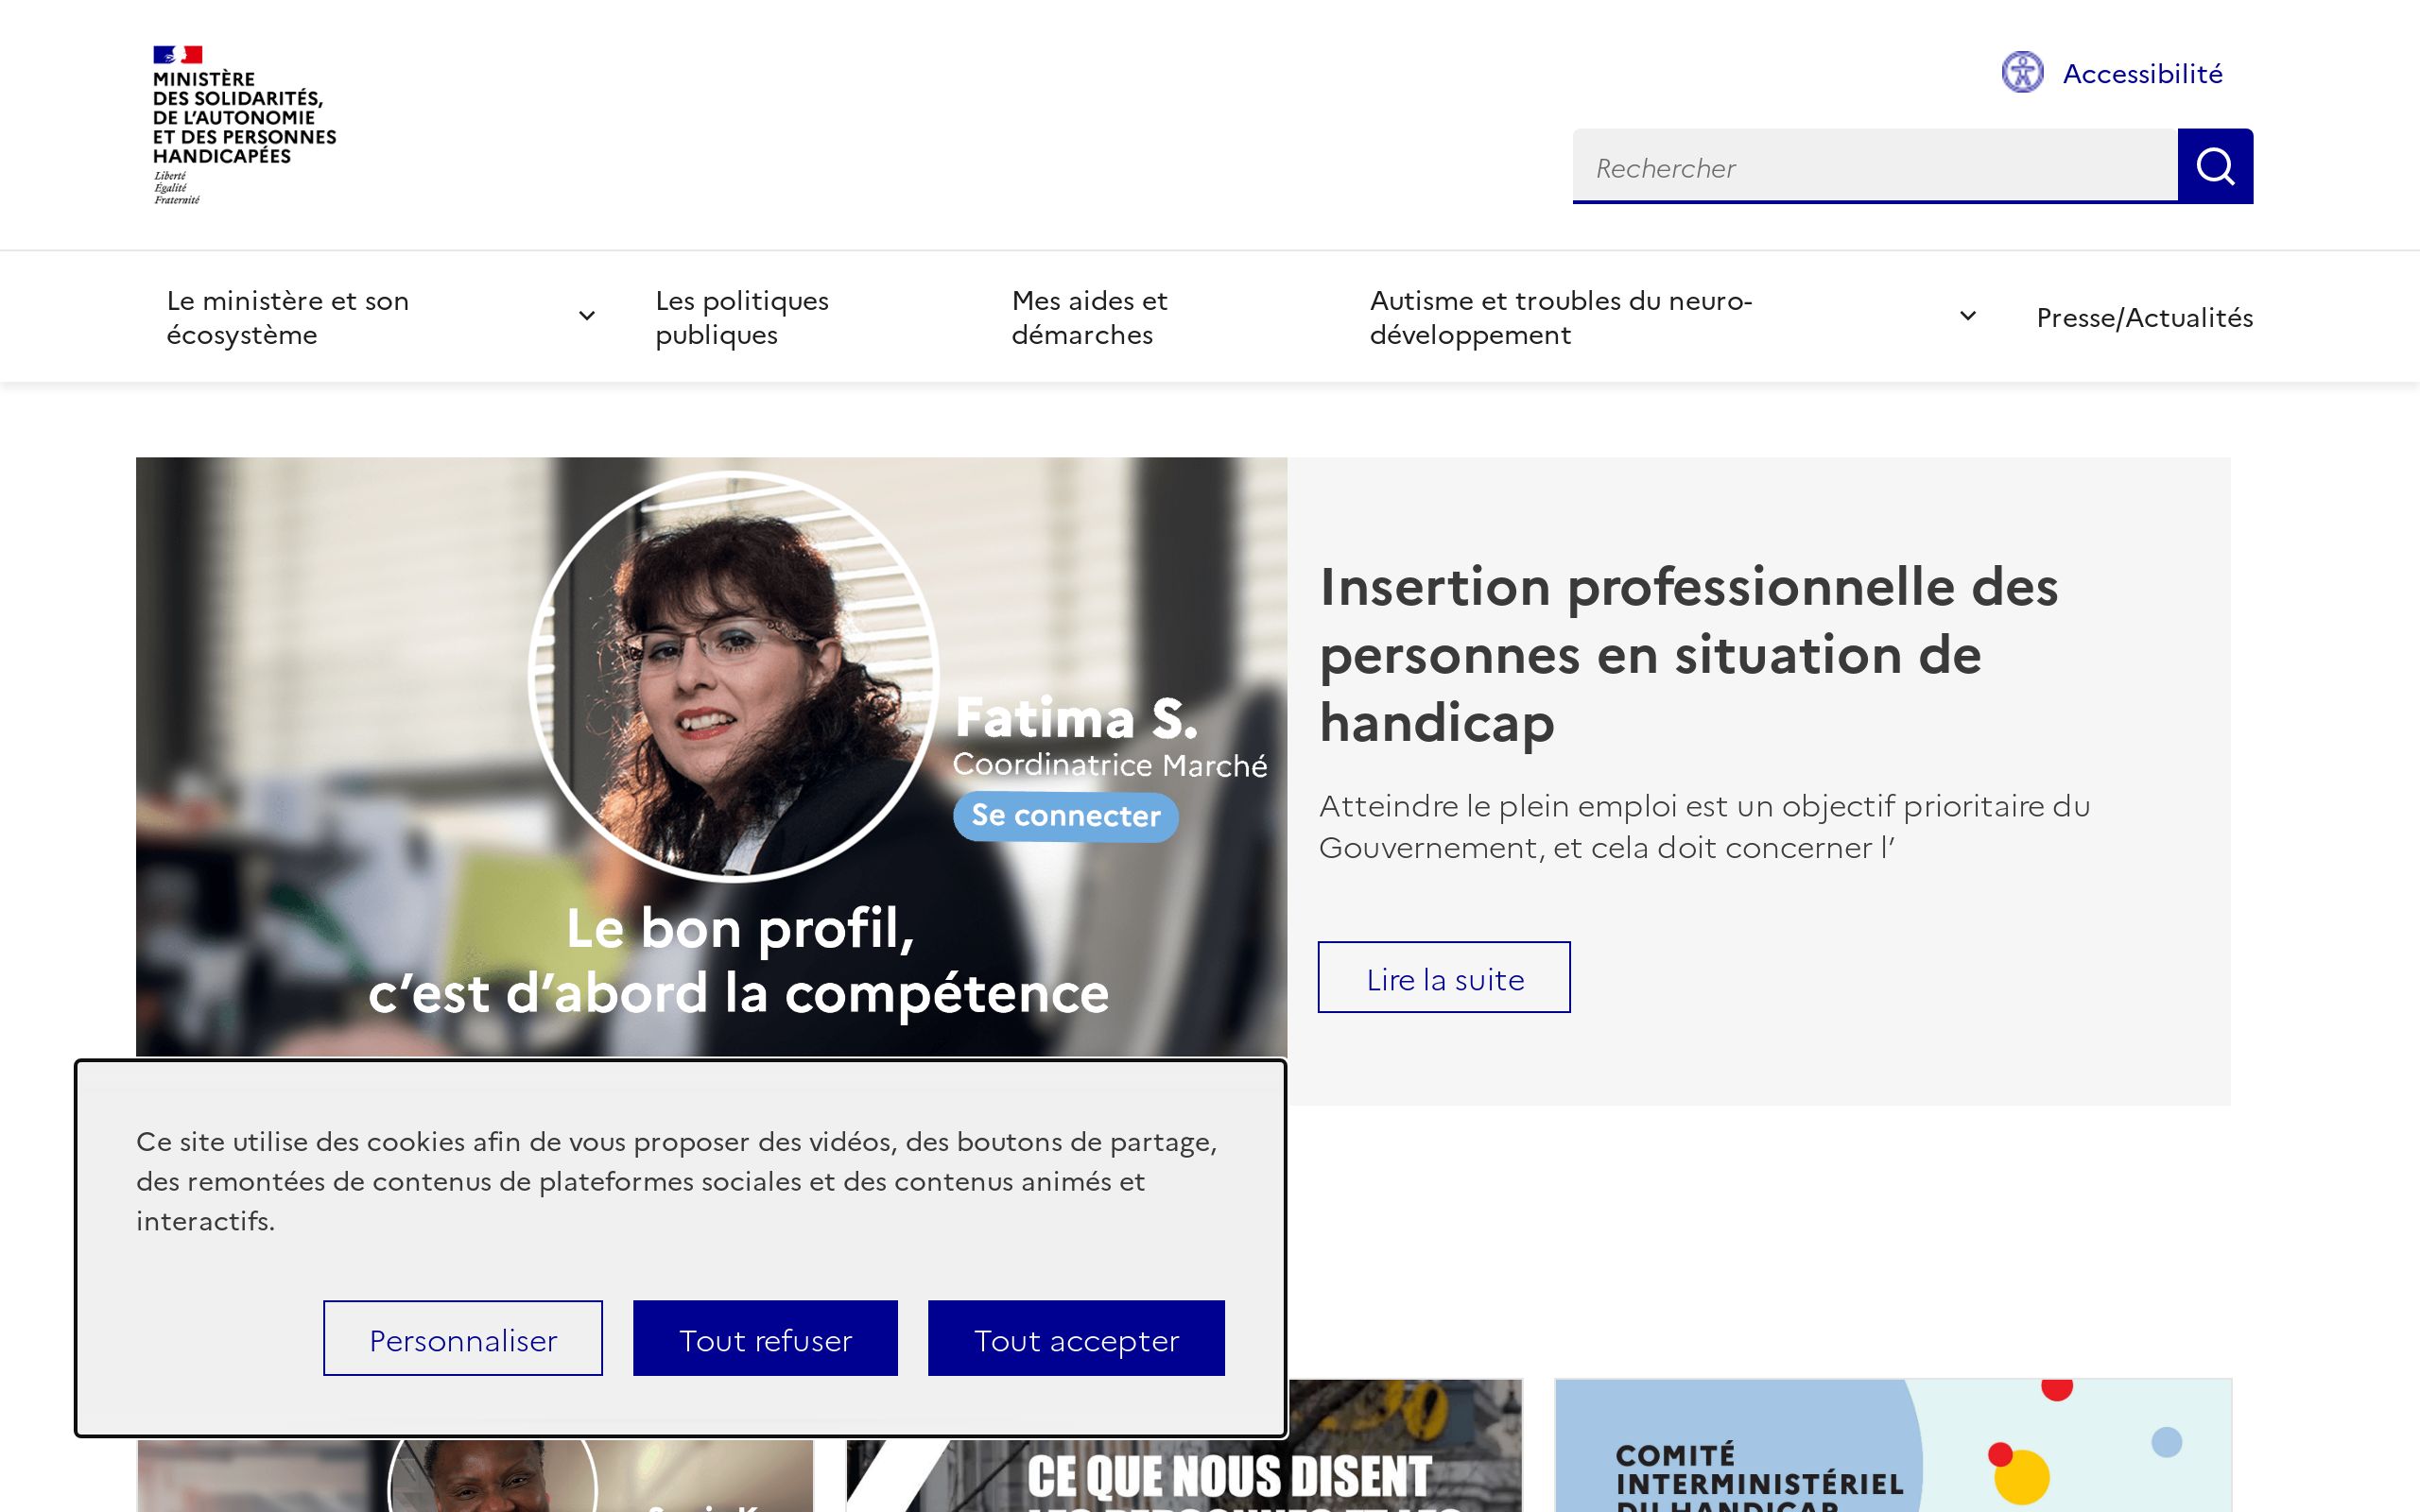 MINISTÈRE
DES SOLIDARITÉS,
DE L'AUTONOMIE
ET DES PERSONNES
HANDICAPÉES
Liberté
Égalité
Fraternité
Accessibilité
Rechercher
Le ministère et son
écosystème
Les politiques
publiques
Mes aides et
démarches
Autisme et troubles du neuro-
développement
Presse/Actualités
Fatima S.
Coordinatrice Marché
Se connecter
Le bon profil,
c'est d'abord la compétence
Insertion professionnelle des
personnes en situation de
handicap
Atteindre le plein emploi est un objectif prioritaire du
Gouvernement, et cela doit concerner l’
Lire la suite
Ce site utilise des cookies afin de vous proposer des vidéos, des boutons de partage,
des remontées de contenus de plateformes sociales et des contenus animés et
interactifs.
Personnaliser
Tout refuser
Tout accepter
CE QUE NOUS DISENT
COMITÉ
INTERMINISTÉRIEL
DU HANDICAP